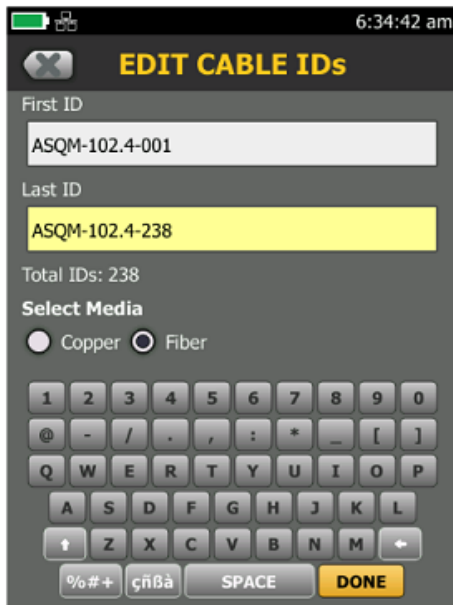 6:34:42 am
EDIT CABLE IDs
First ID
ASQM-102.4-001
Last ID
ASQM-102.4-238
Total IDs: 238
Select Media
Copper Fiber
1 2 3 4 5 6 7 8 9 0
@ - / . , : * _ [ ]
Q W E R T Y U I O P
A S D F G H J K L
Z X C V B N M
%#+ çñßà SPACE DONE